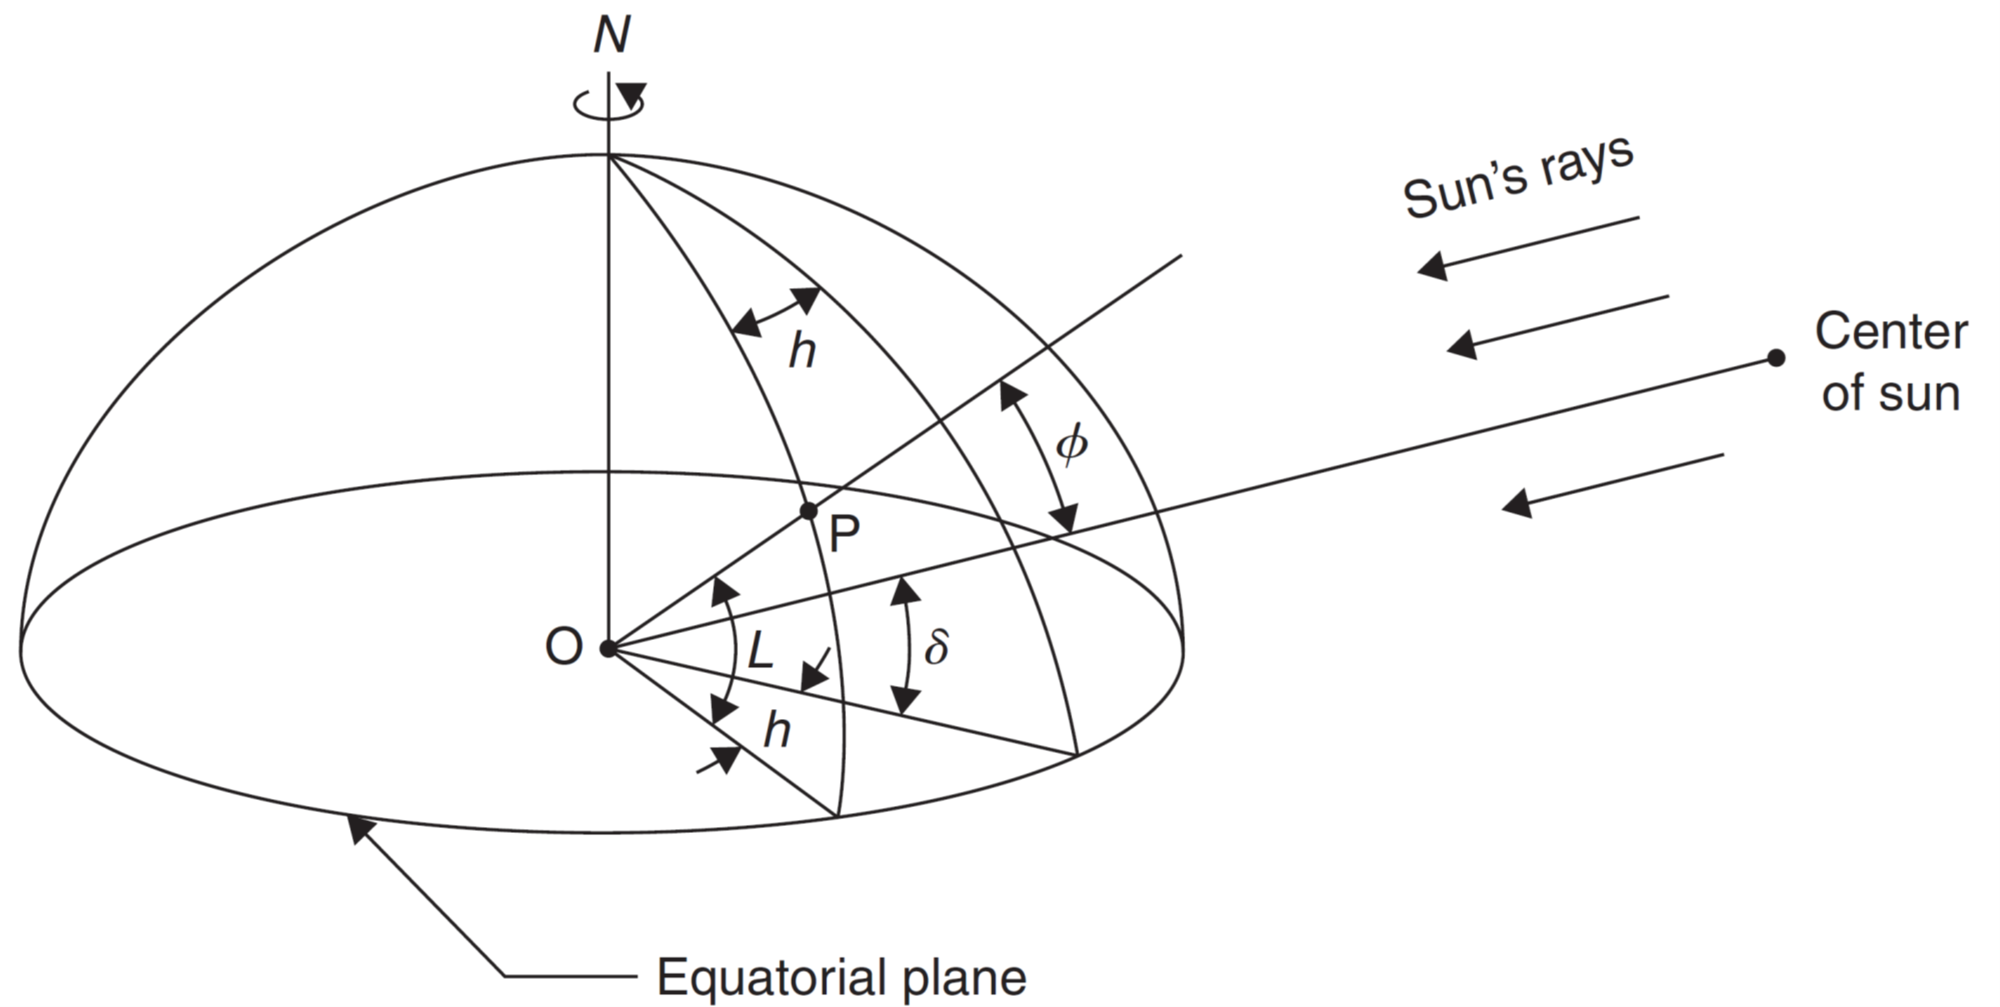 N
Sun's rays
h
Center
of sun
ϕ
P
O
L
δ
h
Equatorial plane